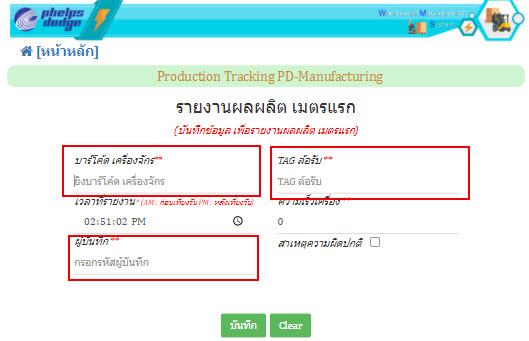 phelps dodge
Warehouse Management System
[หน้าหลัก]
Production Tracking PD-Manufacturing
รายงานผลผลิต เมตรแรก
(บันทึกข้อมูล เพื่อรายงานผลผลิต เมตรแรก)
บาร์โค้ด เครื่องจักร** TAG ล้อรับ**
ยิงบาร์โค้ด เครื่องจักร TAG ล้อรับ
เวลาที่รายงาน* (AM : ก่อนเที่ยงรับ PM : หลังเที่ยงรับ) ความเร็วเครื่อง**
02:51:02 PM 0
ผู้บันทึก ** สาเหตุความผิดปกติ
กรอกรหัสผู้บันทึก
บันทึก Clear